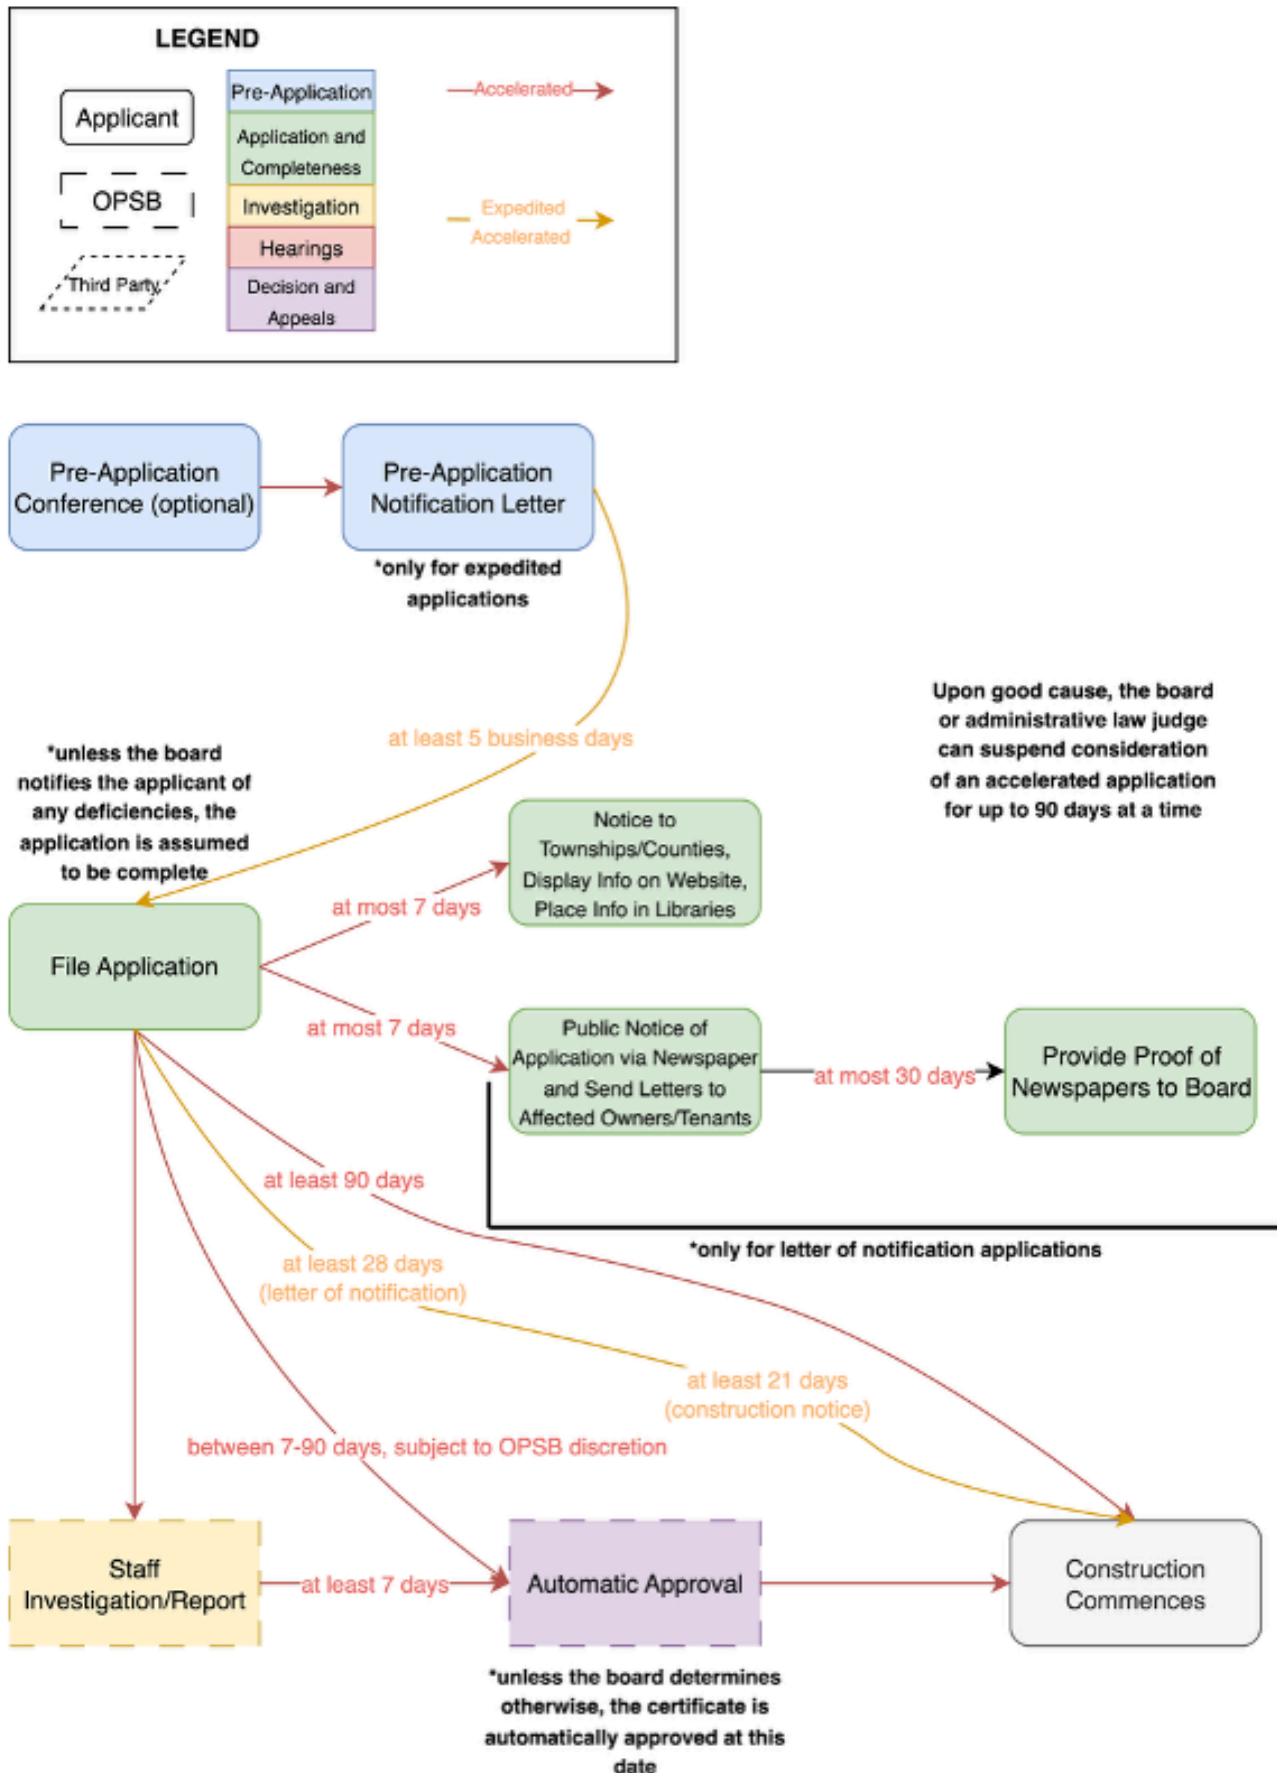 LEGEND
Applicant
OPSB
Third Party
Pre-Application
Application and
Completeness
Investigation
Hearings
Decision and
Appeals
Accelerated
Expedited
Accelerated
Pre-Application
Conference (optional)
Pre-Application
Notification Letter
*only for expedited
applications
at least 5 business days
Upon good cause, the board
or administrative law judge
can suspend consideration
of an accelerated application
for up to 90 days at a time
*unless the board
notifies the applicant of
any deficiencies, the
application is assumed
to be complete
File Application
at most 7 days
Notice to
Townships/Counties,
Display Info on Website,
Place Info in Libraries
at most 7 days
Public Notice of
Application via Newspaper
and Send Letters to
Affected Owners/Tenants
at most 30 days
Provide Proof of
Newspapers to Board
*only for letter of notification applications
at least 90 days
at least 28 days
(letter of notification)
at least 21 days
(construction notice)
between 7-90 days, subject to OPSB discretion
Staff
Investigation/Report
at least 7 days
Automatic Approval
Construction
Commences
*unless the board determines
otherwise, the certificate is
automatically approved at this
date